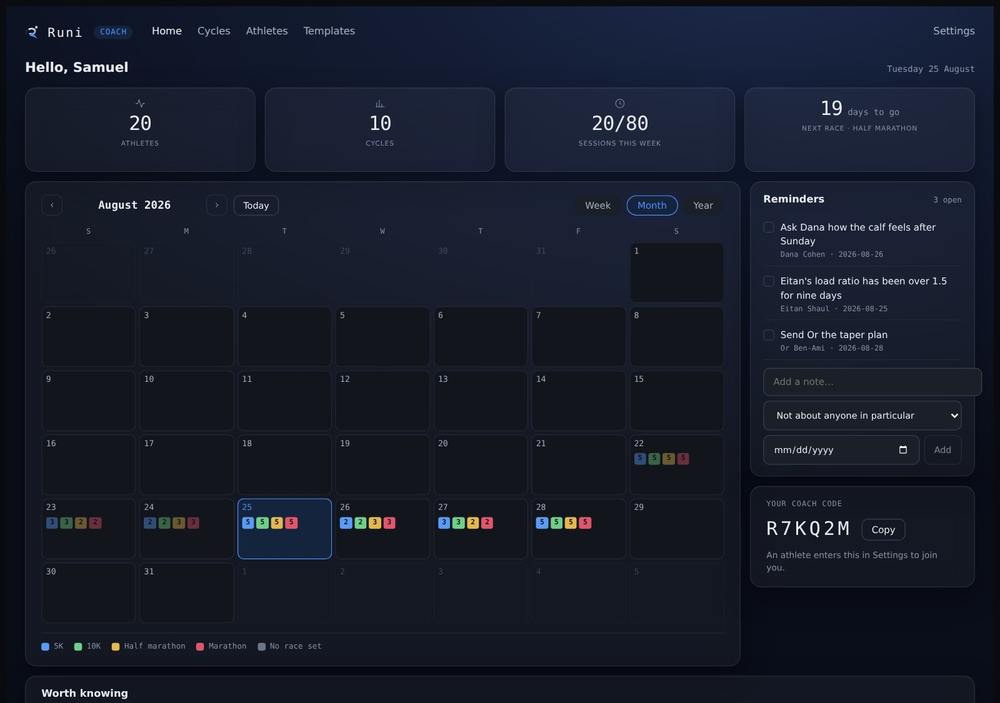 Runi COACH Home Cycles Athletes Templates Settings
Hello, Samuel
Tuesday 25 August
20
ATHLETES
10
CYCLES
20/80
SESSIONS THIS WEEK
19 days to go
NEXT RACE · HALF MARATHON
‹ August 2026 › Today Week Month Year
S M T W T F S
26 27 28 29 30 31 1
2 3 4 5 6 7 8
9 10 11 12 13 14 15
16 17 18 19 20 21 22
5 5 5 5
23 24 25 26 27 28 29
3 3 2 2 2 2 3 3 5 5 5 5 2 2 3 3 3 3 2 2 5 5 5 5
30 31 1 2 3 4 5
5K 10K Half marathon Marathon No race set
Reminders 3 open
Ask Dana how the calf feels after
Sunday
Dana Cohen · 2026-08-26
Eitan's load ratio has been over 1.5
for nine days
Eitan Shaul · 2026-08-25
Send Or the taper plan
Or Ben-Ami · 2026-08-28
Add a note…
Not about anyone in particular
mm/dd/yyyy Add
YOUR COACH CODE
R7KQ2M Copy
An athlete enters this in Settings to join
you.
Worth knowing